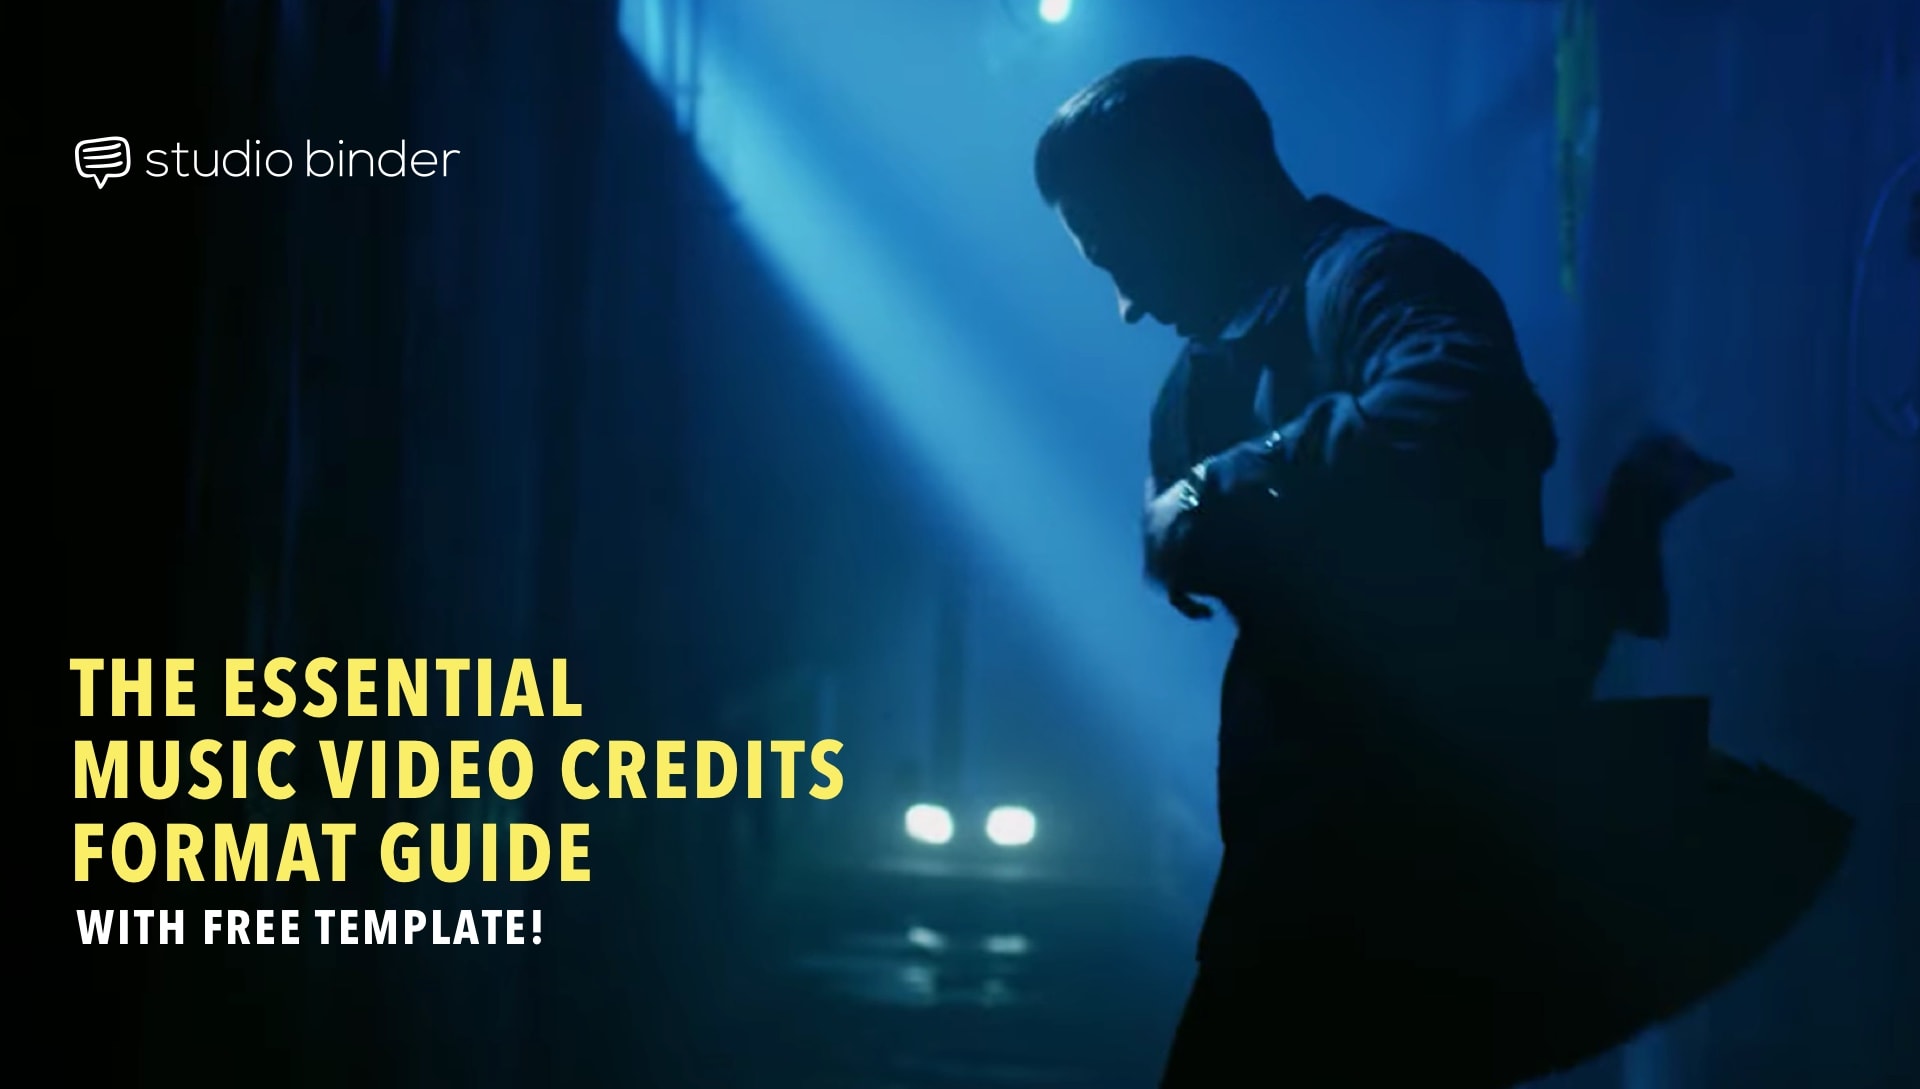 studio binder
THE ESSENTIAL
MUSIC VIDEO CREDITS
FORMAT GUIDE
WITH FREE TEMPLATE!